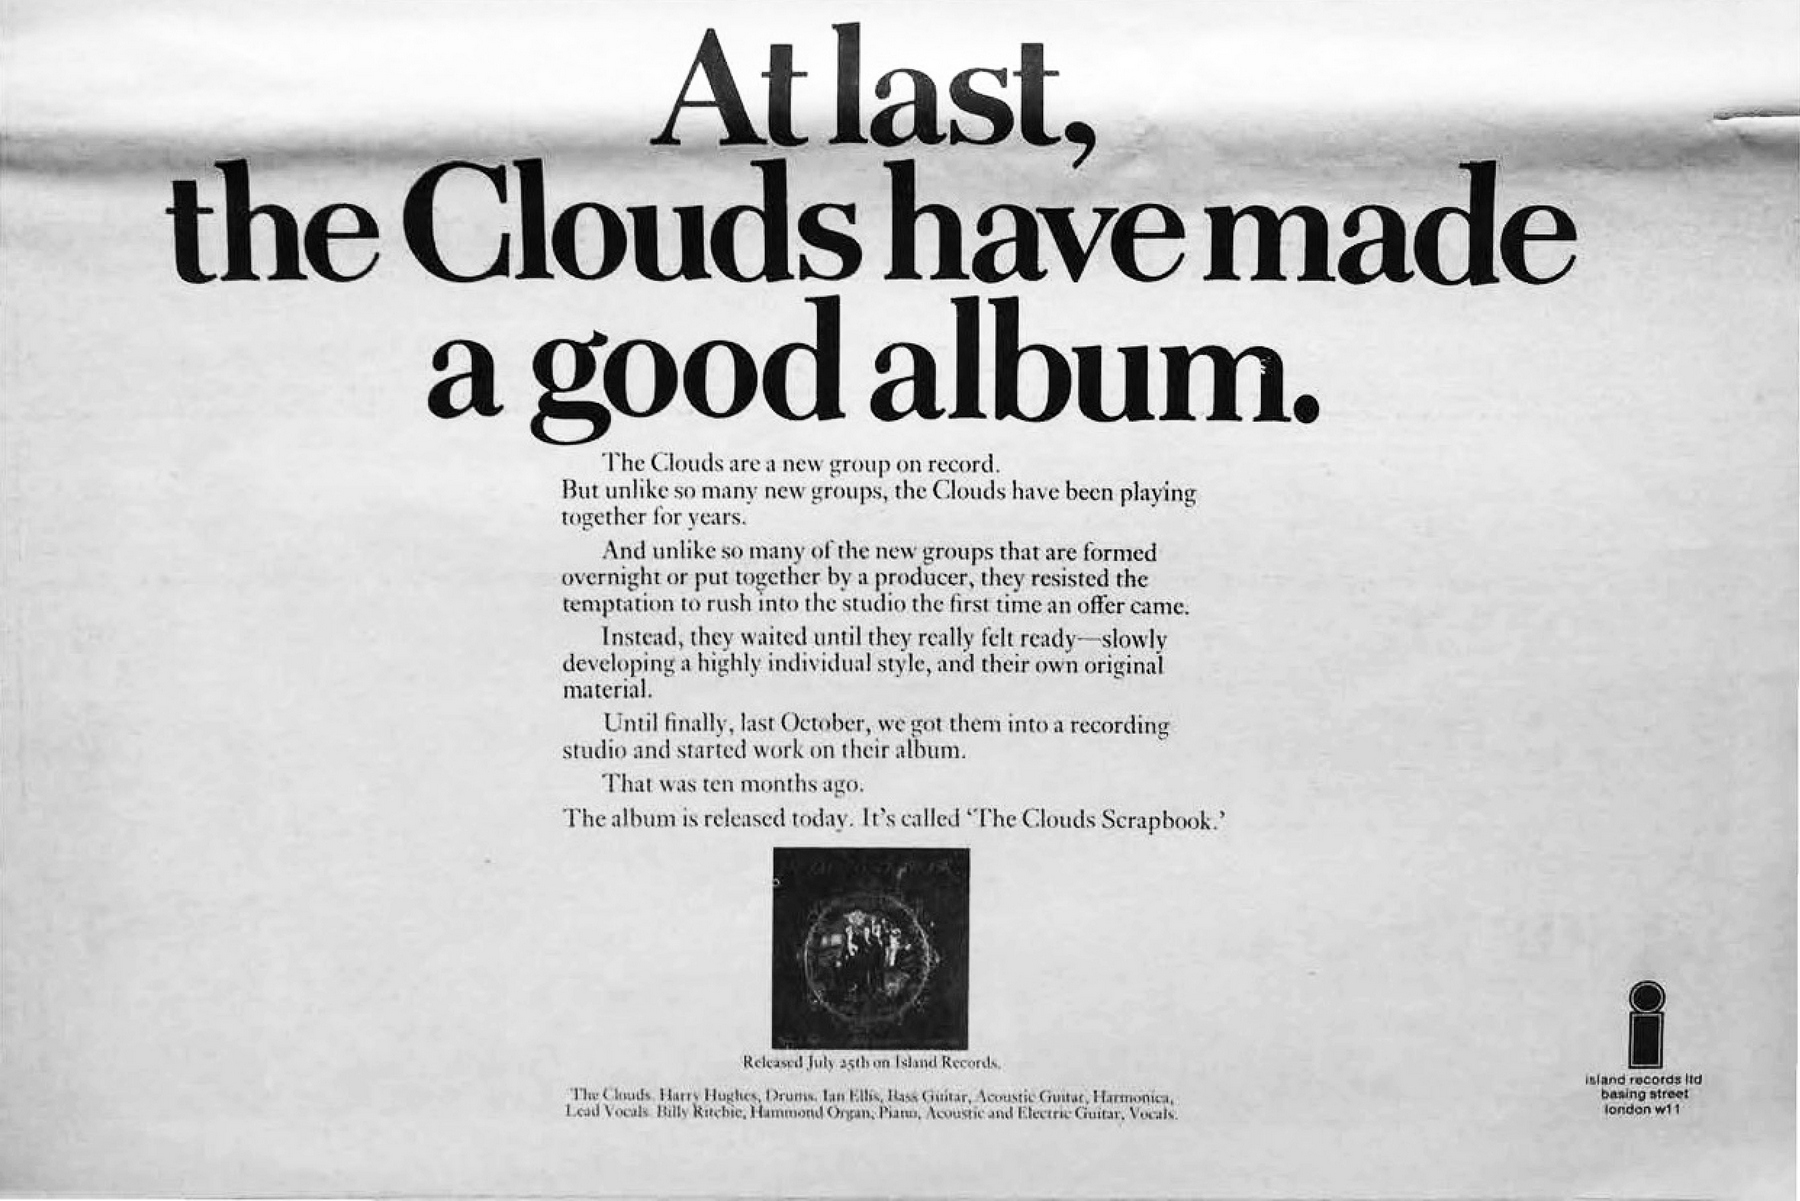 At last,
the Clouds have made
a good album.
The Clouds are a new group on record.
But unlike so many new groups, the Clouds have been playing
together for years.
And unlike so many of the new groups that are formed
overnight or put together by a producer, they resisted the
temptation to rush into the studio the first time an offer came.
Instead, they waited until they really felt ready—slowly
developing a highly individual style, and their own original
material.
Until finally, last October, we got them into a recording
studio and started work on their album.
That was ten months ago.
The album is released today. It's called ‘The Clouds Scrapbook.’
Released July 25th on Island Records.
The Clouds. Harry Hughes, Drums. Ian Ellis, Bass Guitar, Acoustic Guitar, Harmonica,
Lead Vocals. Billy Ritchie, Hammond Organ, Piano, Acoustic and Electric Guitar, Vocals.
island records ltd
basing street
london w11